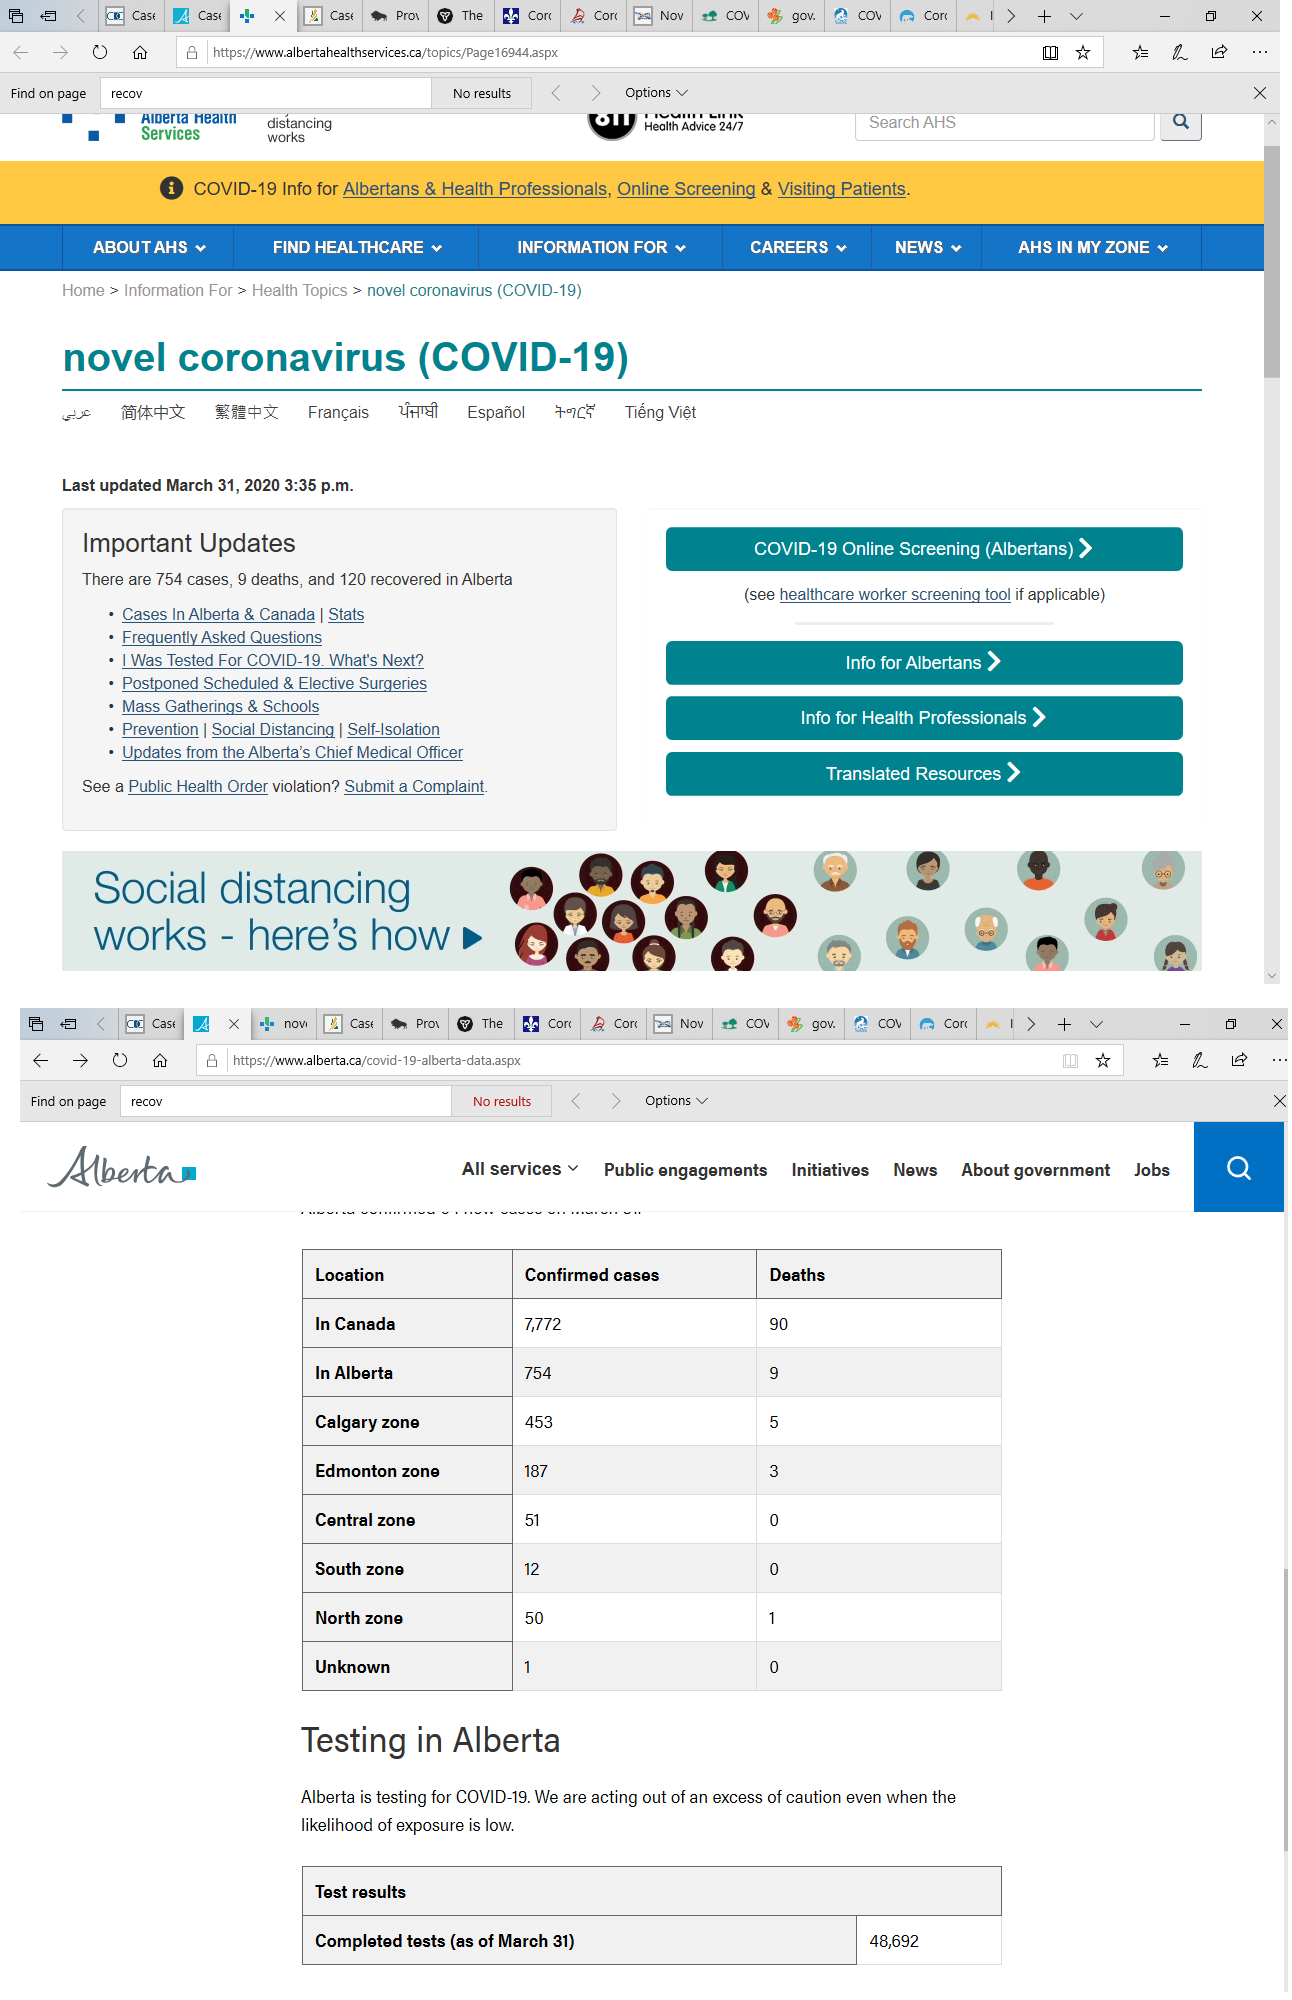 Case
Case
Case
Prov
The
Coro
Coro
Nov
COV
gov.
COV
Coro
https://www.albertahealthservices.ca/topics/Page16944.aspx
Find on page
recov
No results
Options
Alberta Health
Services
distancing
works
811
Health Link
Health Advice 24/7
Search AHS
COVID-19 Info for Albertans & Health Professionals, Online Screening & Visiting Patients.
ABOUT AHS
FIND HEALTHCARE
INFORMATION FOR
CAREERS
NEWS
AHS IN MY ZONE
Home > Information For > Health Topics > novel coronavirus (COVID-19)
novel coronavirus (COVID-19)
عربي 简体中文 繁體中文 Français ਪੰਜਾਬੀ Español ትግርኛ Tiếng Việt
Last updated March 31, 2020 3:35 p.m.
Important Updates
There are 754 cases, 9 deaths, and 120 recovered in Alberta
• Cases In Alberta & Canada | Stats
• Frequently Asked Questions
• I Was Tested For COVID-19. What's Next?
• Postponed Scheduled & Elective Surgeries
• Mass Gatherings & Schools
• Prevention | Social Distancing | Self-Isolation
• Updates from the Alberta's Chief Medical Officer
See a Public Health Order violation? Submit a Complaint.
COVID-19 Online Screening (Albertans)
(see healthcare worker screening tool if applicable)
Info for Albertans
Info for Health Professionals
Translated Resources
Social distancing
works - here's how
Case
nov
Case
Prov
The
Coro
Coro
Nov
COV
gov.
COV
Coro
https://www.alberta.ca/covid-19-alberta-data.aspx
Find on page
recov
No results
Options
Alberta
All services
Public engagements
Initiatives
News
About government
Jobs
Location Confirmed cases Deaths
In Canada 7,772 90
In Alberta 754 9
Calgary zone 453 5
Edmonton zone 187 3
Central zone 51 0
South zone 12 0
North zone 50 1
Unknown 1 0
Testing in Alberta
Alberta is testing for COVID-19. We are acting out of an excess of caution even when the
likelihood of exposure is low.
Test results
Completed tests (as of March 31) 48,692